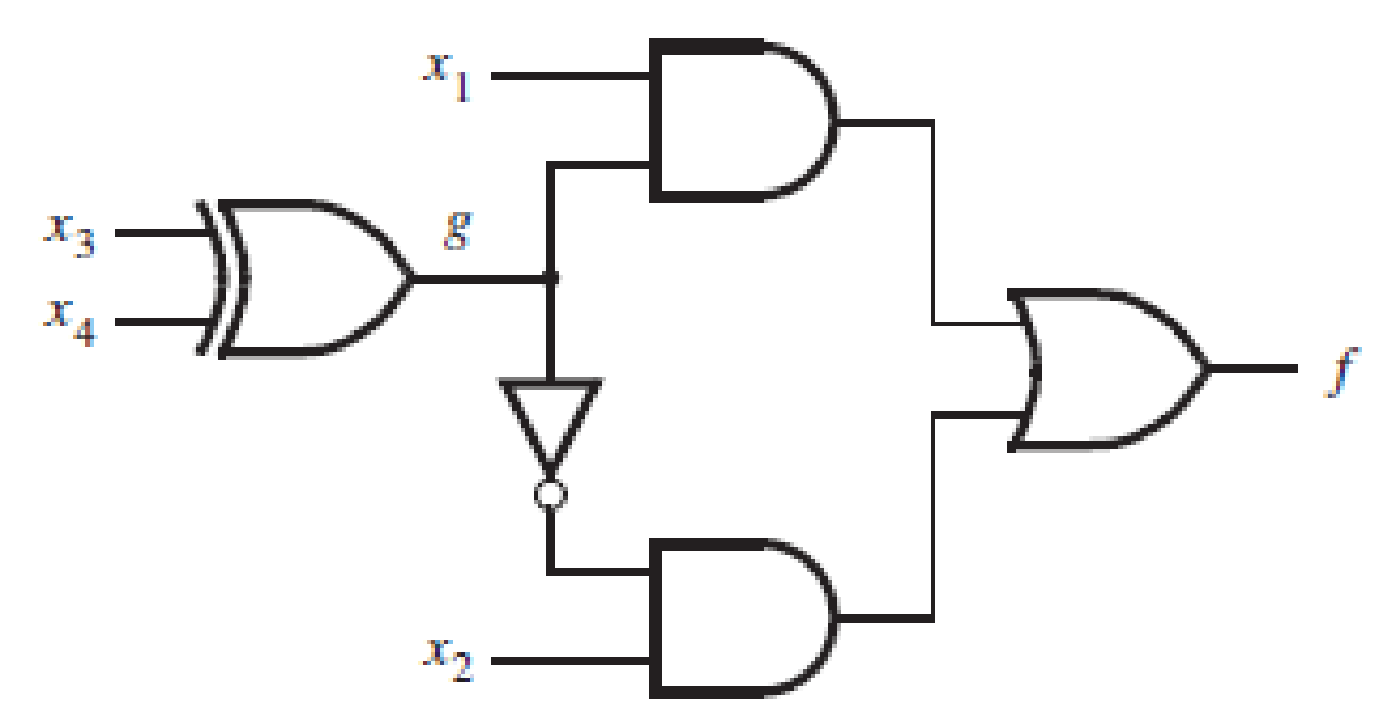 x₁
x₃
g
x₄
f
x₂